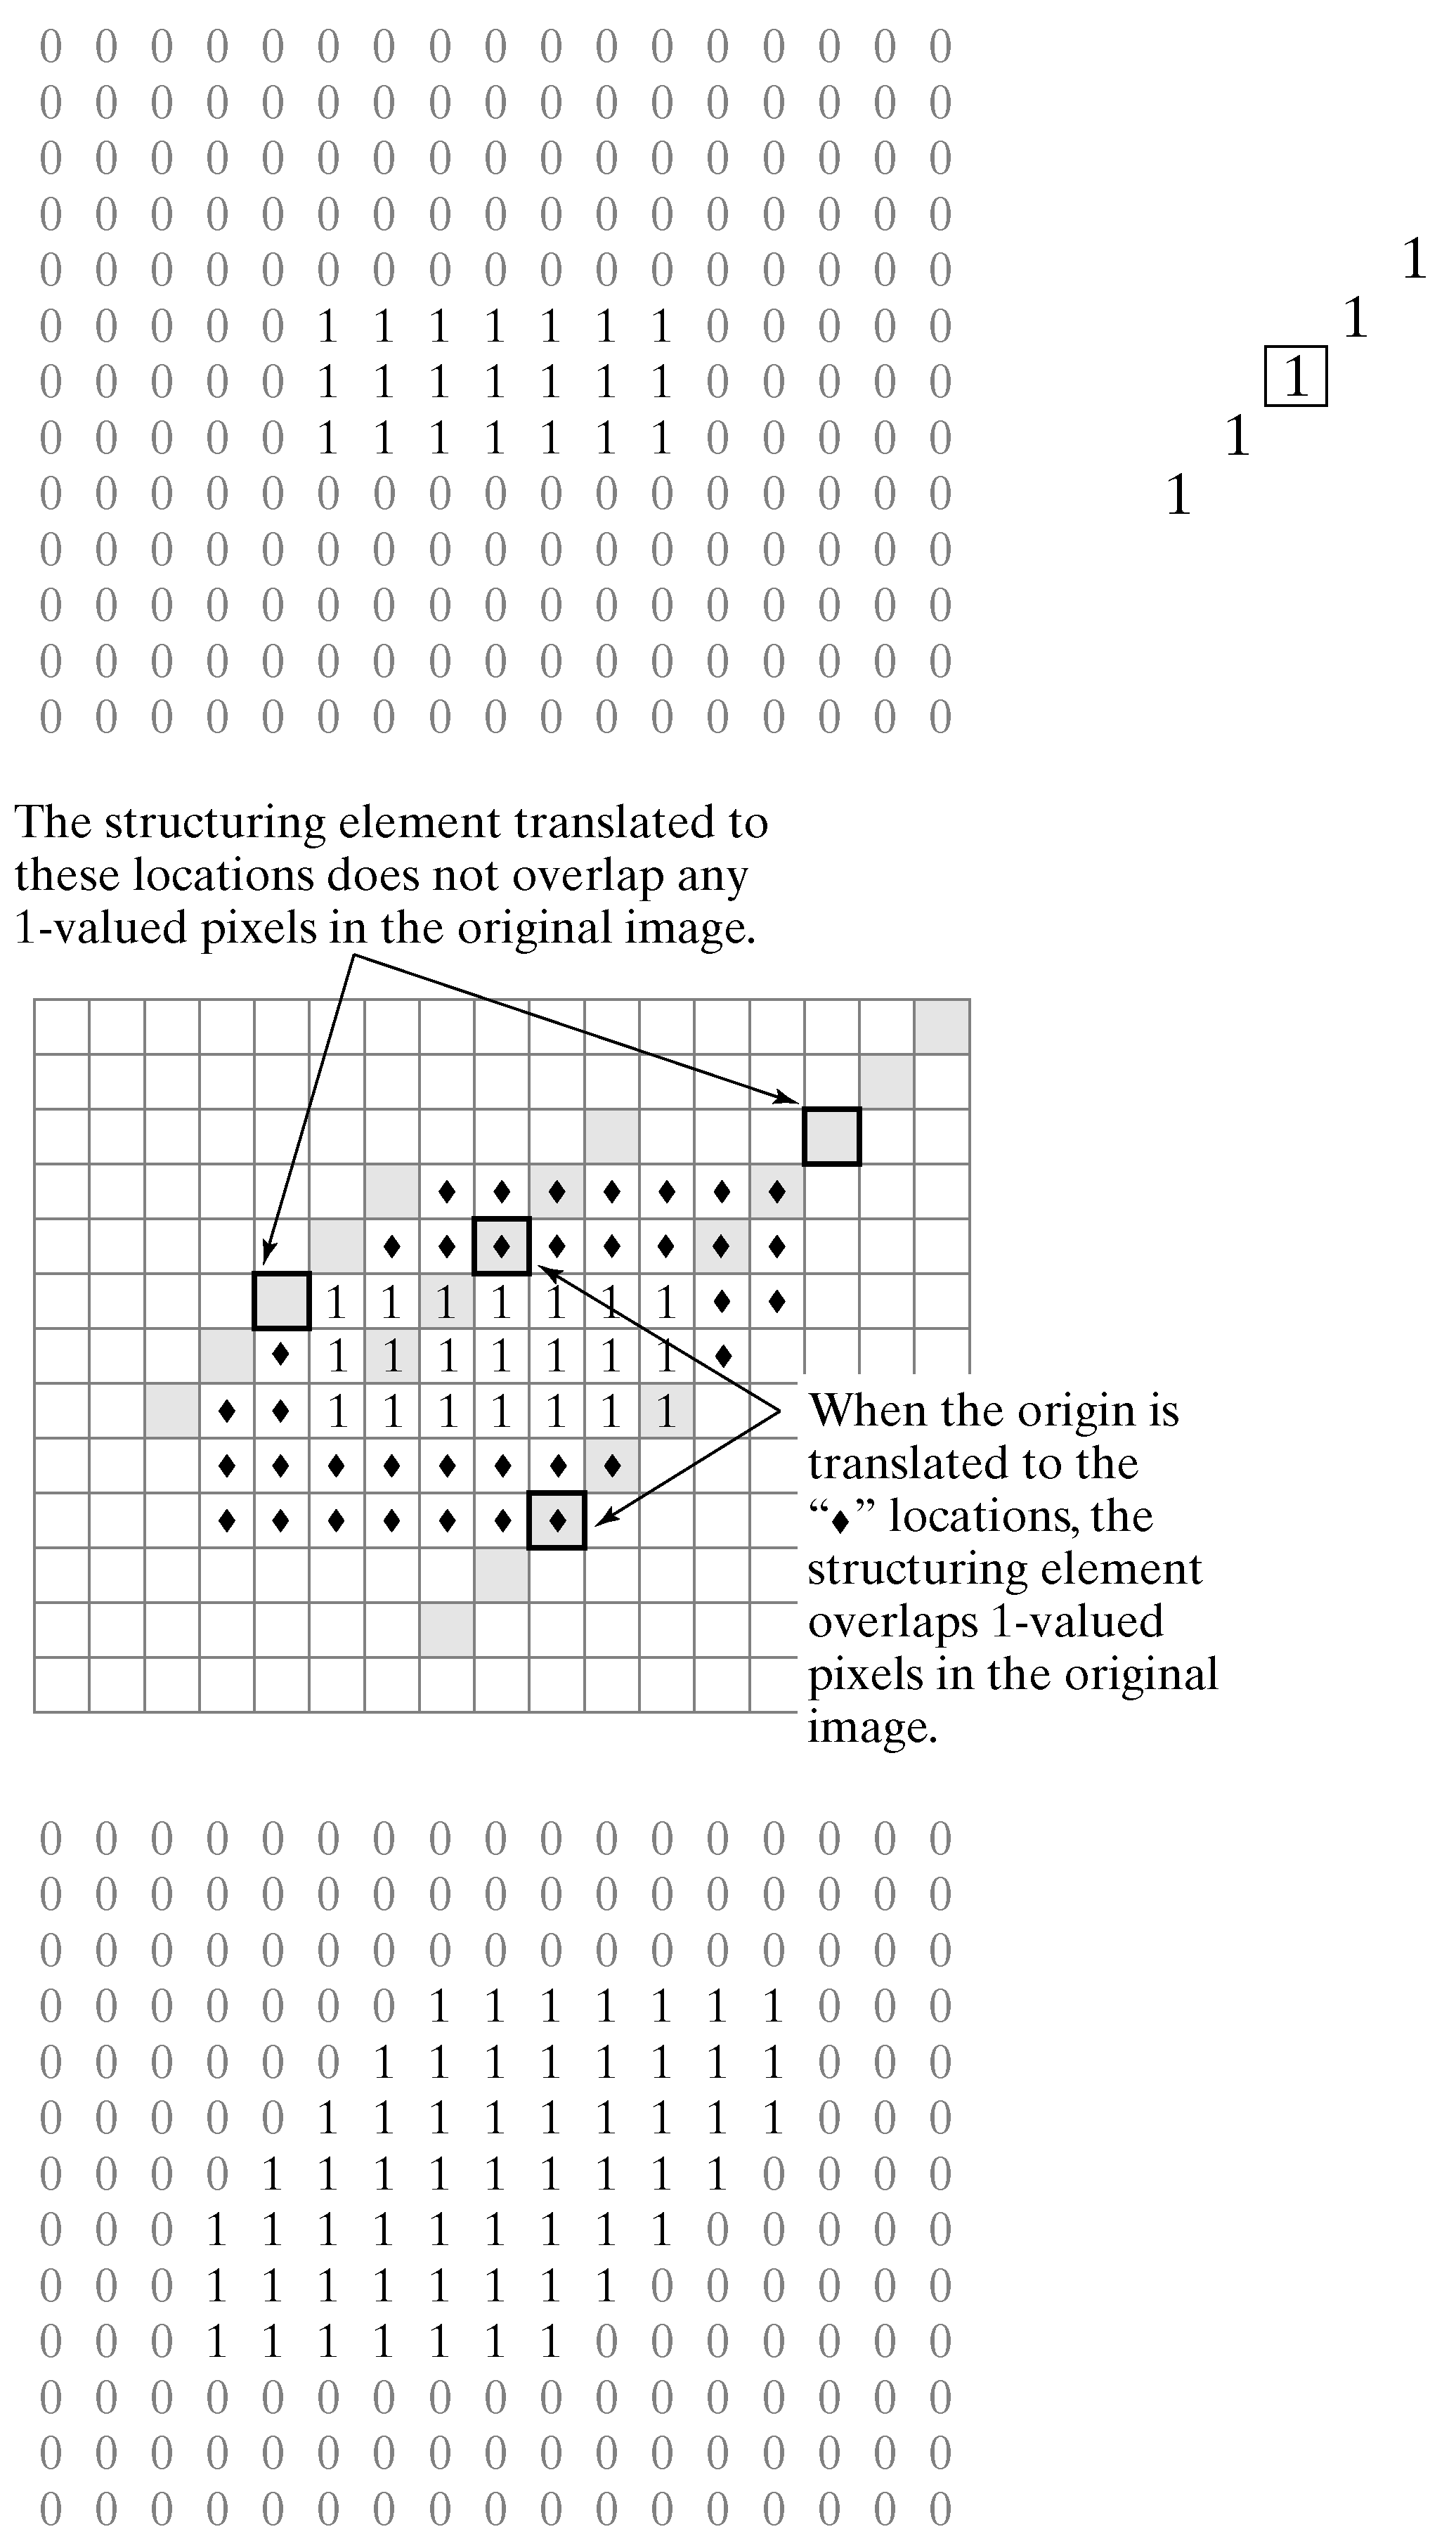 0 0 0 0 0 0 0 0 0 0 0 0 0 0 0 0 0
0 0 0 0 0 0 0 0 0 0 0 0 0 0 0 0 0
0 0 0 0 0 0 0 0 0 0 0 0 0 0 0 0 0
0 0 0 0 0 0 0 0 0 0 0 0 0 0 0 0 0
0 0 0 0 0 0 0 0 0 0 0 0 0 0 0 0 0
0 0 0 0 0 1 1 1 1 1 1 1 0 0 0 0 0
0 0 0 0 0 1 1 1 1 1 1 1 0 0 0 0 0
0 0 0 0 0 1 1 1 1 1 1 1 0 0 0 0 0
0 0 0 0 0 0 0 0 0 0 0 0 0 0 0 0 0
0 0 0 0 0 0 0 0 0 0 0 0 0 0 0 0 0
0 0 0 0 0 0 0 0 0 0 0 0 0 0 0 0 0
0 0 0 0 0 0 0 0 0 0 0 0 0 0 0 0 0
0 0 0 0 0 0 0 0 0 0 0 0 0 0 0 0 0
1
1
1
1
1
The structuring element translated to
these locations does not overlap any
1-valued pixels in the original image.
♦ ♦ ♦ ♦ ♦ ♦ ♦
♦ ♦ ♦ ♦ ♦ ♦ ♦ ♦
1 1 1 1 1 1 1 ♦ ♦
♦ 1 1 1 1 1 1 1 ♦
♦ ♦ 1 1 1 1 1 1 1
♦ ♦ ♦ ♦ ♦ ♦ ♦ ♦
♦ ♦ ♦ ♦ ♦ ♦ ♦
When the origin is
translated to the
“♦” locations, the
structuring element
overlaps 1-valued
pixels in the original
image.
0 0 0 0 0 0 0 0 0 0 0 0 0 0 0 0 0
0 0 0 0 0 0 0 0 0 0 0 0 0 0 0 0 0
0 0 0 0 0 0 0 0 0 0 0 0 0 0 0 0 0
0 0 0 0 0 0 0 1 1 1 1 1 1 1 0 0 0
0 0 0 0 0 0 1 1 1 1 1 1 1 1 0 0 0
0 0 0 0 0 1 1 1 1 1 1 1 1 1 0 0 0
0 0 0 0 1 1 1 1 1 1 1 1 1 0 0 0 0
0 0 0 1 1 1 1 1 1 1 1 1 0 0 0 0 0
0 0 0 1 1 1 1 1 1 1 1 0 0 0 0 0 0
0 0 0 1 1 1 1 1 1 1 0 0 0 0 0 0 0
0 0 0 0 0 0 0 0 0 0 0 0 0 0 0 0 0
0 0 0 0 0 0 0 0 0 0 0 0 0 0 0 0 0
0 0 0 0 0 0 0 0 0 0 0 0 0 0 0 0 0